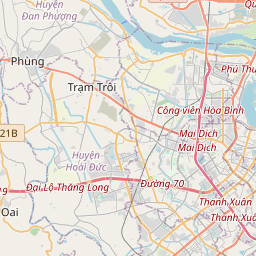 Huyện
Đan Phượng
Phùng
Trạm Trôi
Phú Thu
Công viên Hòa Bình
21B
Mai Dịch
Mai Dịch
Huyện
Hoài Đức
Đại Lộ Thăng Long
Đường 70
Thanh Xuân
Oai
Thanh Xuâ